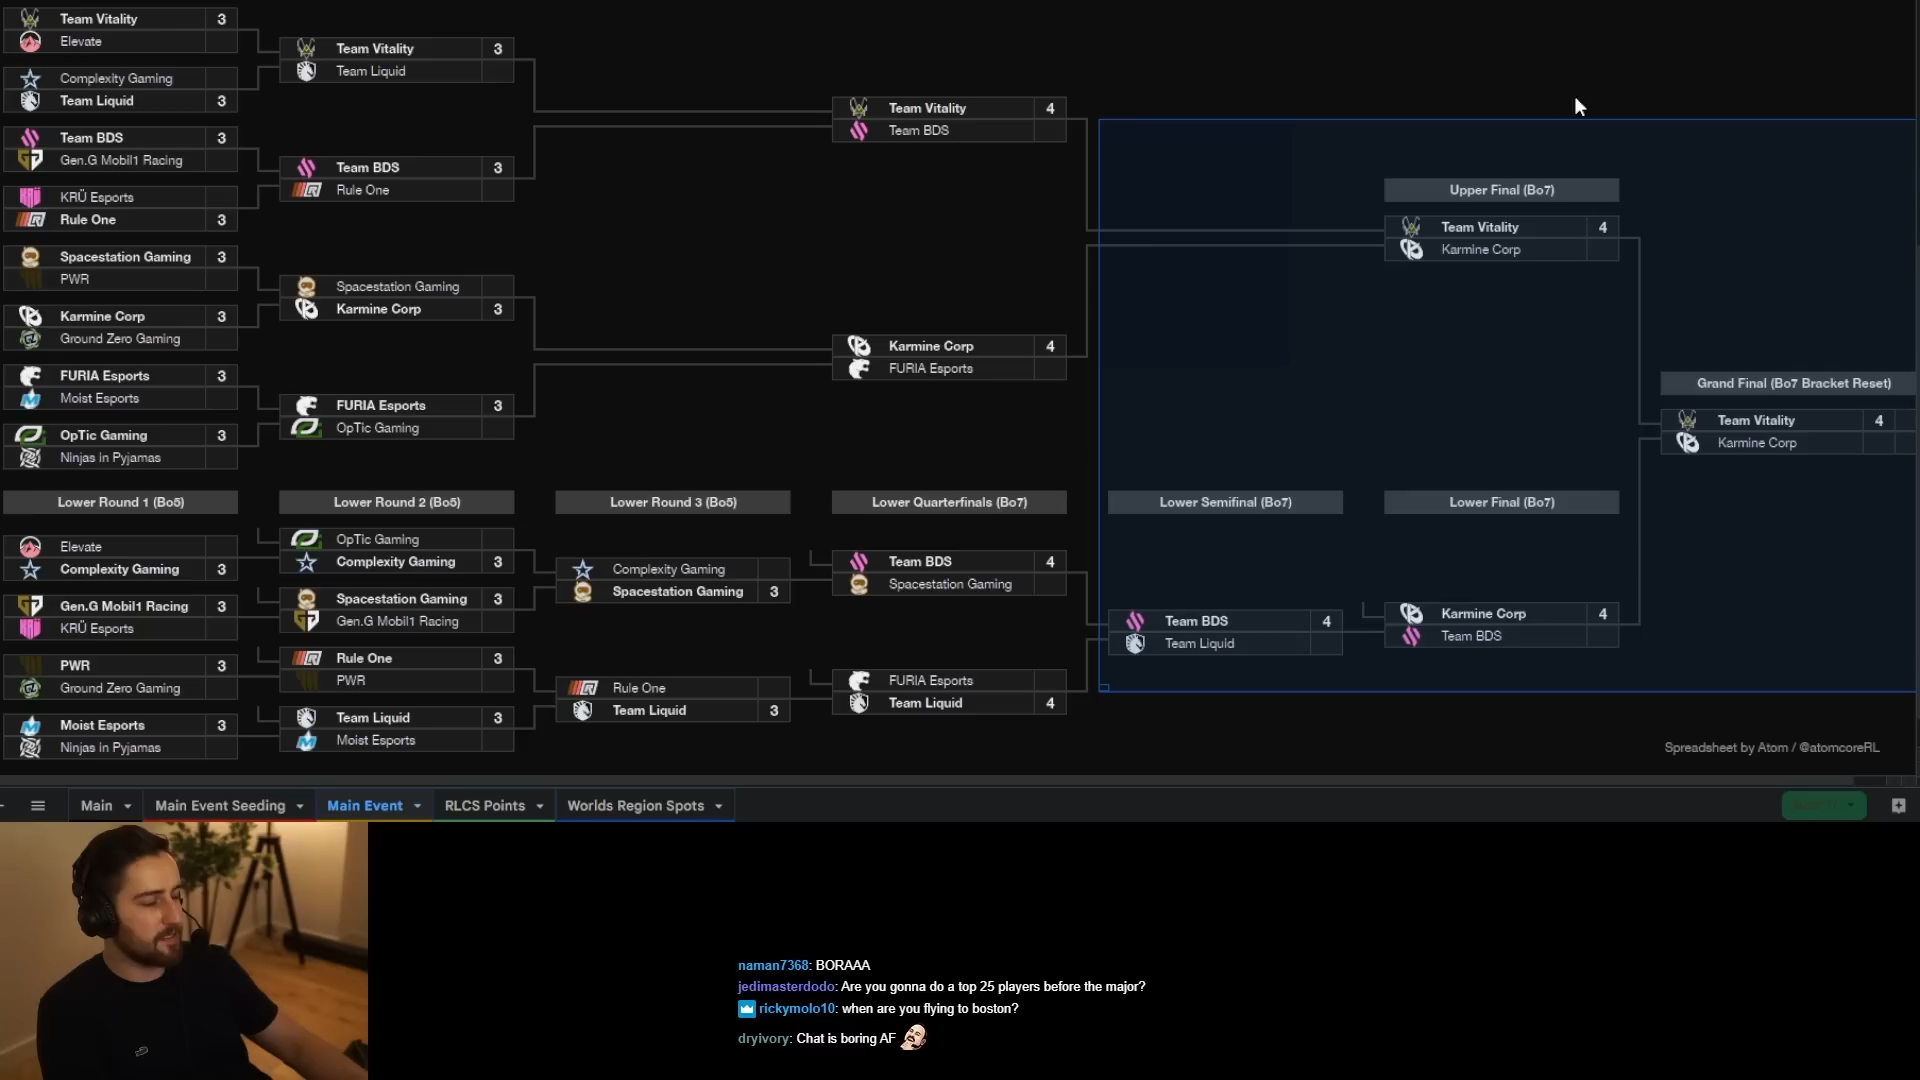 Team Vitality 3
Elevate
Complexity Gaming
Team Liquid 3
Team BDS 3
Gen.G Mobil1 Racing
KRÜ Esports
Rule One 3
Spacestation Gaming 3
PWR
Karmine Corp 3
Ground Zero Gaming
FURIA Esports 3
Moist Esports
OpTic Gaming 3
Ninjas in Pyjamas
Team Vitality 3
Team Liquid
Team BDS 3
Rule One
Spacestation Gaming
Karmine Corp 3
FURIA Esports 3
OpTic Gaming
Team Vitality 4
Team BDS
Karmine Corp 4
FURIA Esports
Upper Final (Bo7)
Team Vitality 4
Karmine Corp
Grand Final (Bo7 Bracket Reset)
Team Vitality 4
Karmine Corp
Lower Round 1 (Bo5)
Elevate
Complexity Gaming 3
Gen.G Mobil1 Racing 3
KRÜ Esports
PWR 3
Ground Zero Gaming
Moist Esports 3
Ninjas in Pyjamas
Lower Round 2 (Bo5)
OpTic Gaming
Complexity Gaming 3
Spacestation Gaming 3
Gen.G Mobil1 Racing
Rule One 3
PWR
Team Liquid 3
Moist Esports
Lower Round 3 (Bo5)
Complexity Gaming
Spacestation Gaming 3
Rule One
Team Liquid 3
Lower Quarterfinals (Bo7)
Team BDS 4
Spacestation Gaming
FURIA Esports
Team Liquid 4
Lower Semifinal (Bo7)
Team BDS 4
Team Liquid
Lower Final (Bo7)
Karmine Corp 4
Team BDS
Spreadsheet by Atom / @atomcoreRL
Main
Main Event Seeding
Main Event
RLCS Points
Worlds Region Spots
naman7368: BORAAA
jedimasterdodo: Are you gonna do a top 25 players before the major?
rickymolo10: when are you flying to boston?
dryivory: Chat is boring AF